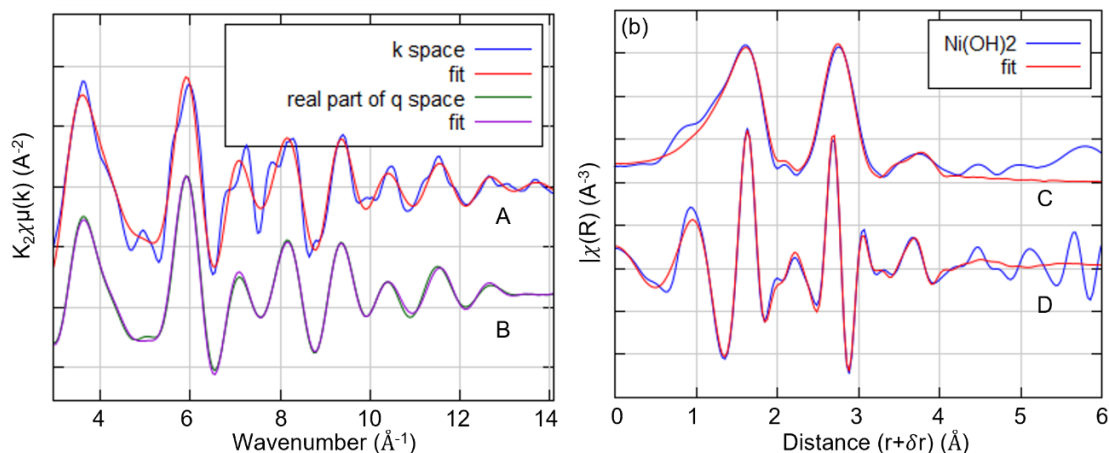 k space
fit
real part of q space
fit
A
B
K2χμ(k) (A-2)
4 6 8 10 12 14
Wavenumber (Å-1)
(b)
Ni(OH)2
fit
C
D
|χ(R) (A-3)
0 1 2 3 4 5 6
Distance (r+δr) (Å)